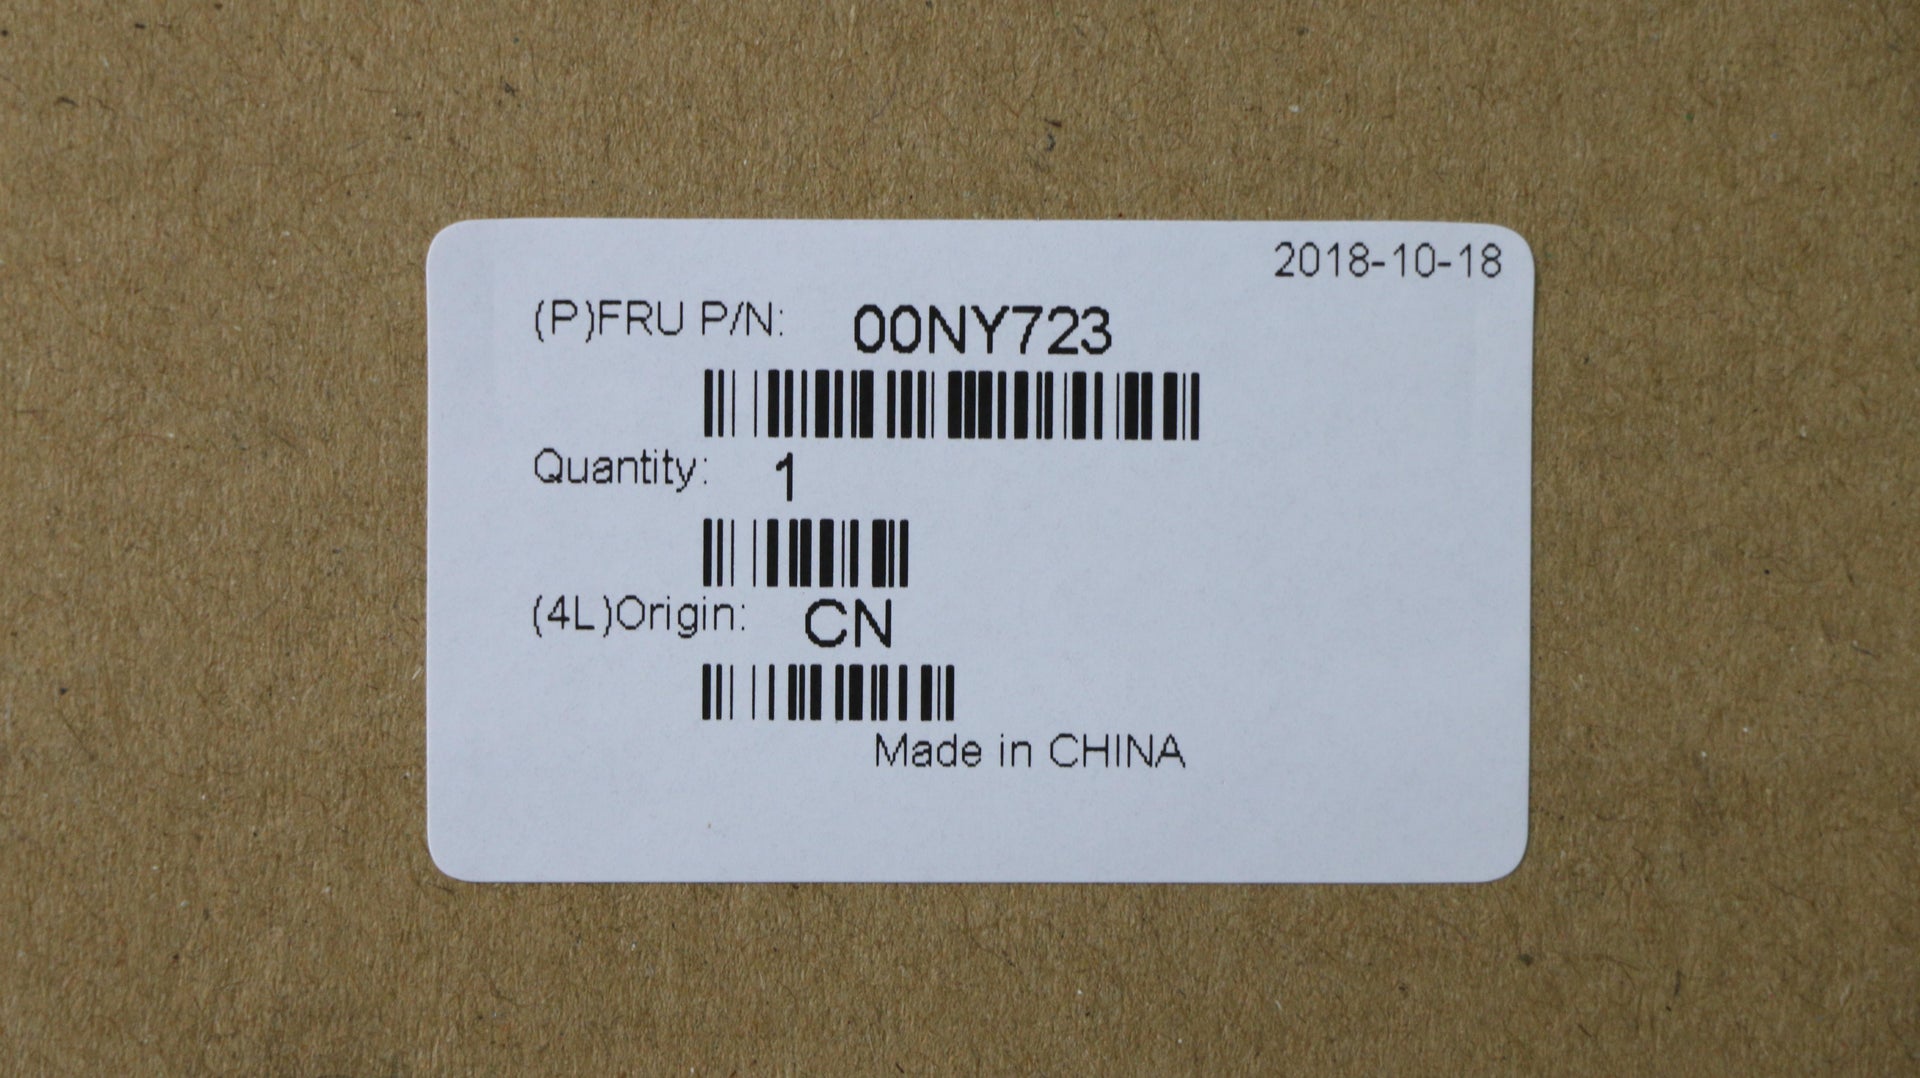 2018-10-18
(P)FRU P/N: 00NY723
Quantity: 1
(4L)Origin: CN
Made in CHINA